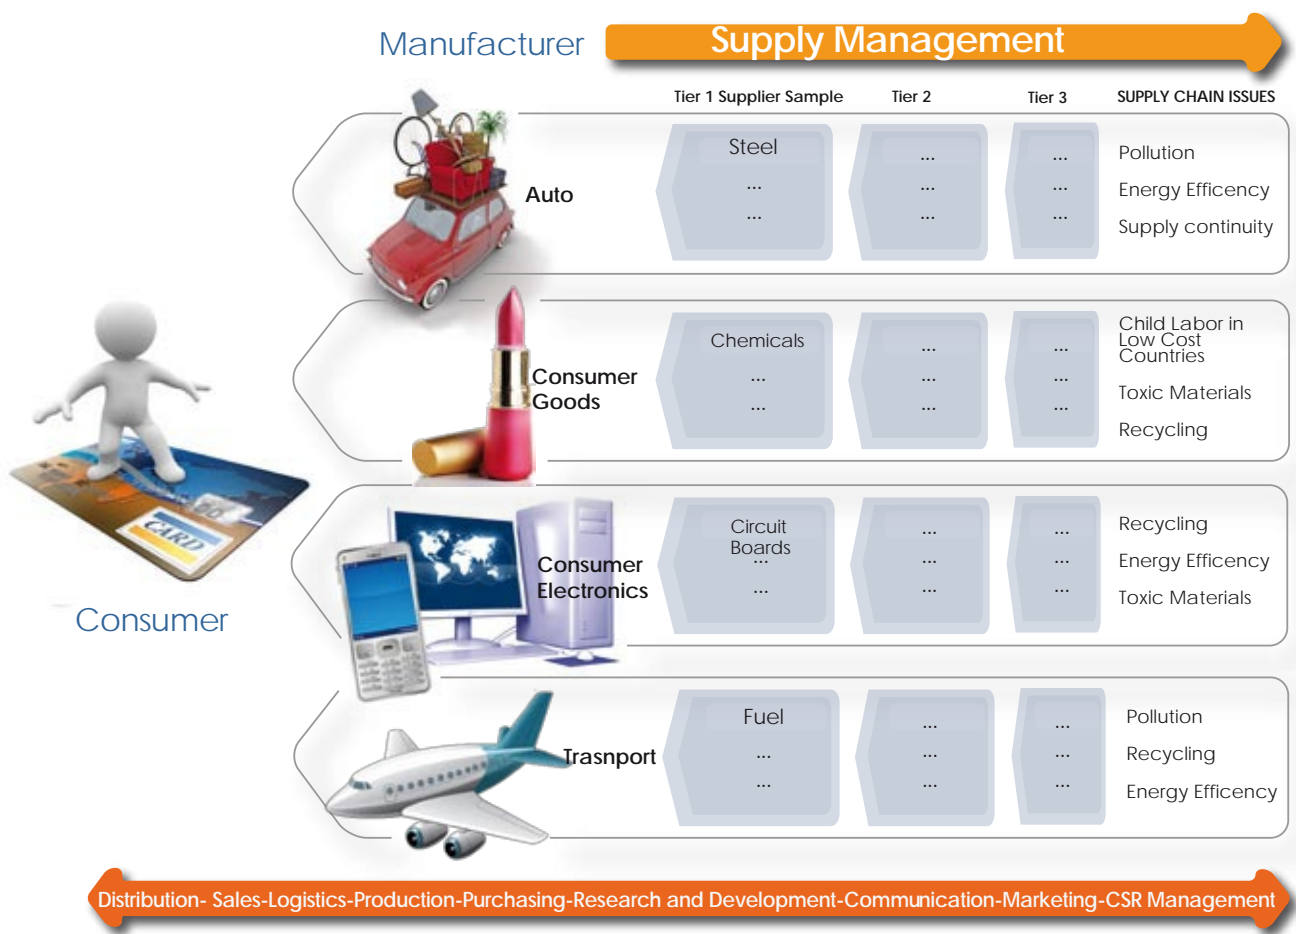 Manufacturer
Supply Management
Tier 1 Supplier Sample
Tier 2
Tier 3
SUPPLY CHAIN ISSUES
Auto
Steel
...
...
...
...
...
...
...
...
Pollution
Energy Efficency
Supply continuity
Consumer
Goods
Chemicals
...
...
...
...
...
...
...
...
Child Labor in
Low Cost
Countries
Toxic Materials
Recycling
CARD
Consumer
Consumer
Electronics
Circuit
Boards
...
...
...
...
...
...
...
...
Recycling
Energy Efficency
Toxic Materials
Trasnport
Fuel
...
...
...
...
...
...
...
...
Pollution
Recycling
Energy Efficency
Distribution- Sales-Logistics-Production-Purchasing-Research and Development-Communication-Marketing-CSR Management